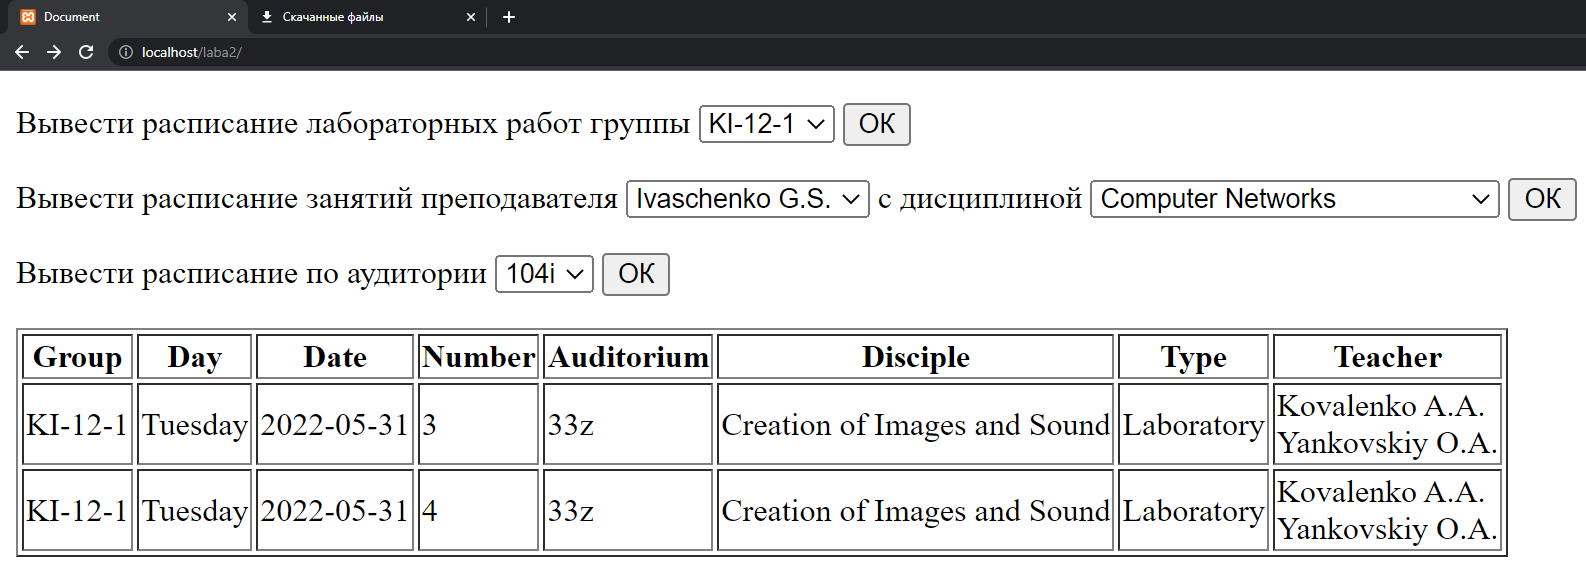 Document
Скачанные файлы
localhost/laba2/
Вывести расписание лабораторных работ группы KI-12-1 ОК
Вывести расписание занятий преподавателя Ivaschenko G.S. с дисциплиной Computer Networks ОК
Вывести расписание по аудитории 104i ОК
Group Day Date Number Auditorium Disciple Type Teacher
KI-12-1 Tuesday 2022-05-31 3 33z Creation of Images and Sound Laboratory Kovalenko A.A.
Yankovskiy O.A.
KI-12-1 Tuesday 2022-05-31 4 33z Creation of Images and Sound Laboratory Kovalenko A.A.
Yankovskiy O.A.